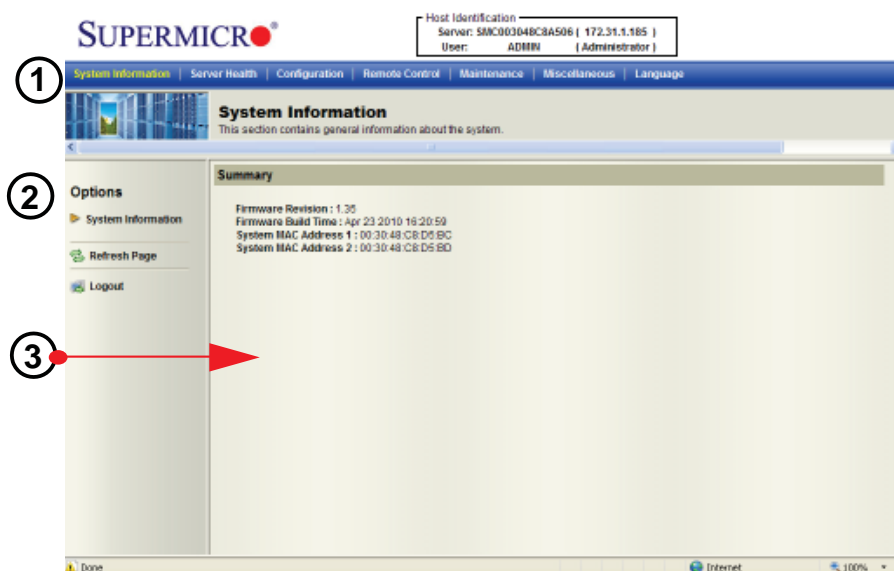 SUPERMICR
Host Identification
Server: SMC003048C8A506 ( 172.31.1.185 )
User: ADMIN ( Administrator )
1
System Information | Server Health | Configuration | Remote Control | Maintenance | Miscellaneous | Language
System Information
This section contains general information about the system.
2
Options
System Information
Refresh Page
Logout
Summary
Firmware Revision : 1.35
Firmware Build Time : Apr 23 2010 16:20:59
System MAC Address 1 : 00:30:48:C8:D5:BC
System MAC Address 2 : 00:30:48:C8:D5:BD
3
Done
Internet
100%